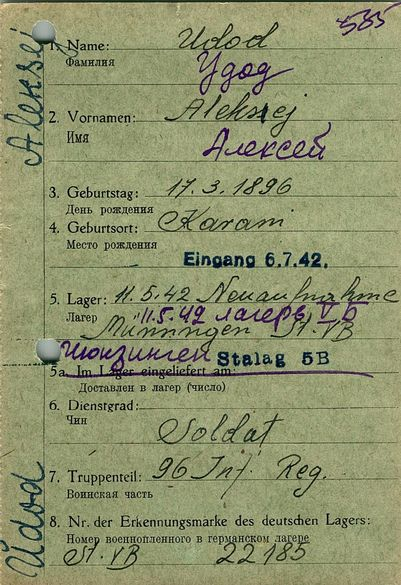 535
Aleksej
1. Name: Udod
Фамилия Удод
2. Vornamen: Aleksej
Имя Алексей
3. Geburtstag: 17.3.1896
День рождения
4. Geburtsort: Karani
Место рождения
Eingang 6.7.42.
5. Lager: 11.5.42 Neuaufnahme
Лагерь 11.5.42 лагерь V b
Münsingen St. VB
Мюнзинген Stalag 5B
5a. Im Lager eingeliefert am:
Доставлен в лагерь (число)
6. Dienstgrad:
Чин
Soldat
7. Truppenteil: 96 Inf. Reg.
Воинская часть
8. Nr. der Erkennungsmarke des deutschen Lagers:
Номер военнопленного в германском лагере
St. VB 22185
Udod